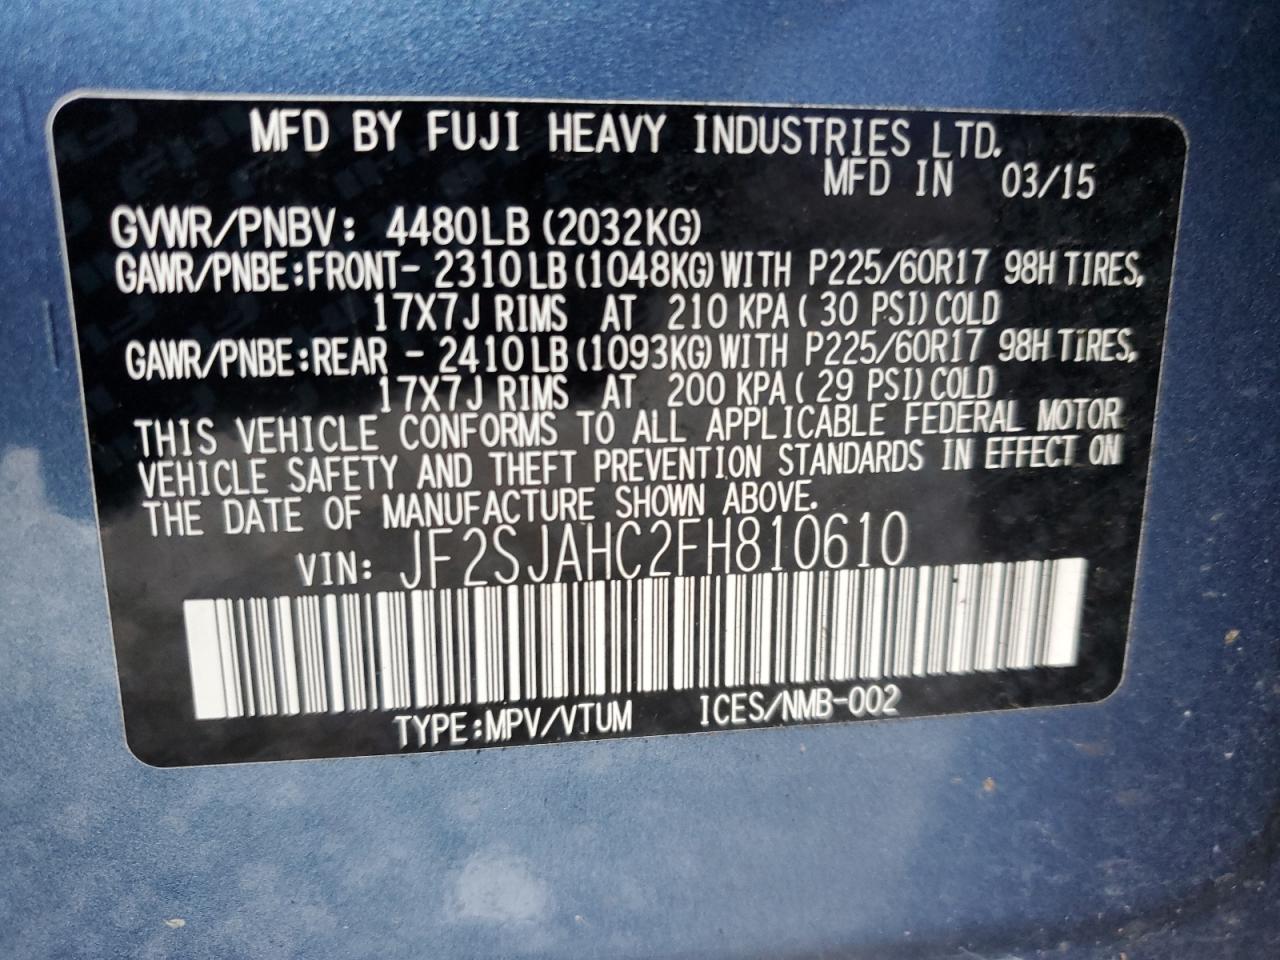 MFD BY FUJI HEAVY INDUSTRIES LTD.
MFD IN 03/15
GVWR/PNBV: 4480LB (2032KG)
GAWR/PNBE:FRONT- 2310LB (1048KG) WITH P225/60R17 98H TIRES,
17X7J RIMS AT 210 KPA ( 30 PSI) COLD
GAWR/PNBE:REAR - 2410LB (1093KG) WITH P225/60R17 98H TIRES,
17X7J RIMS AT 200 KPA ( 29 PSI) COLD
THIS VEHICLE CONFORMS TO ALL APPLICABLE FEDERAL MOTOR
VEHICLE SAFETY AND THEFT PREVENTION STANDARDS IN EFFECT ON
THE DATE OF MANUFACTURE SHOWN ABOVE.
VIN: JF2SJAHC2FH810610
TYPE:MPV/VTUM ICES/NMB-002